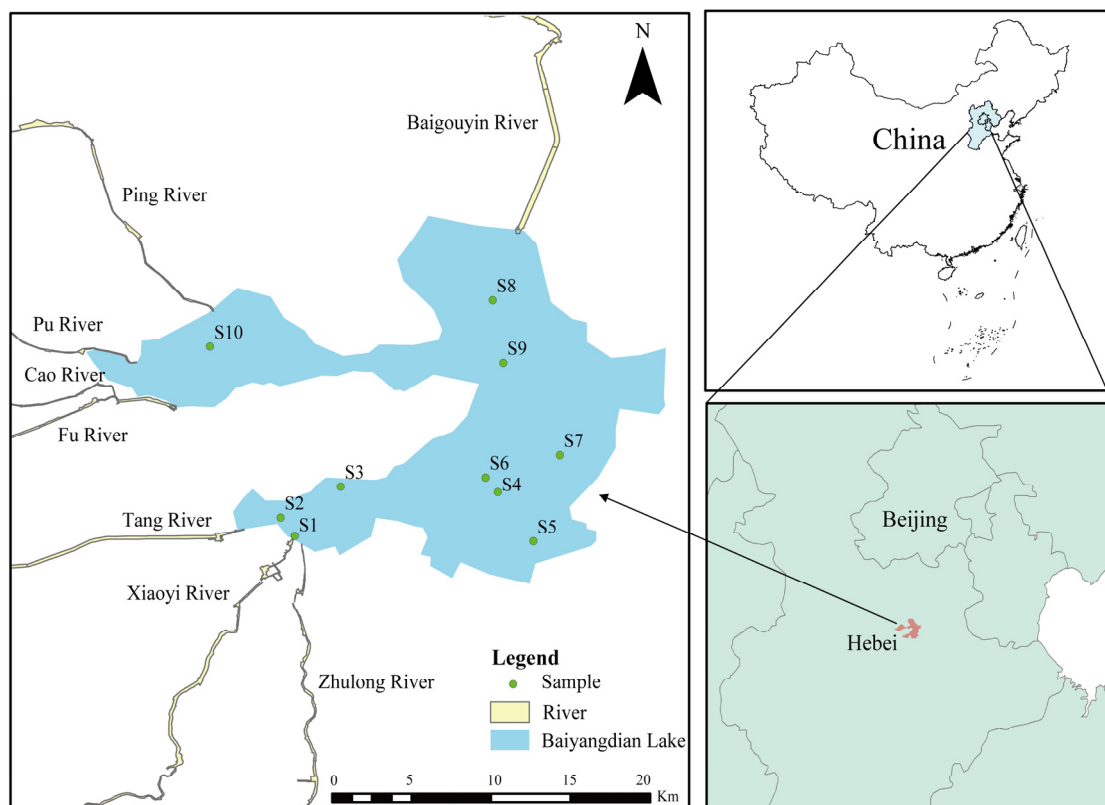 N
Baigouyin River
Ping River
S8
S10
Pu River
S9
Cao River
Fu River
S7
S6
S3
S4
S2
Tang River
S1
S5
Xiaoyi River
Legend
Zhulong River
Sample
River
Baiyangdian Lake
0 5 10 15 20
Km
China
Beijing
Hebei